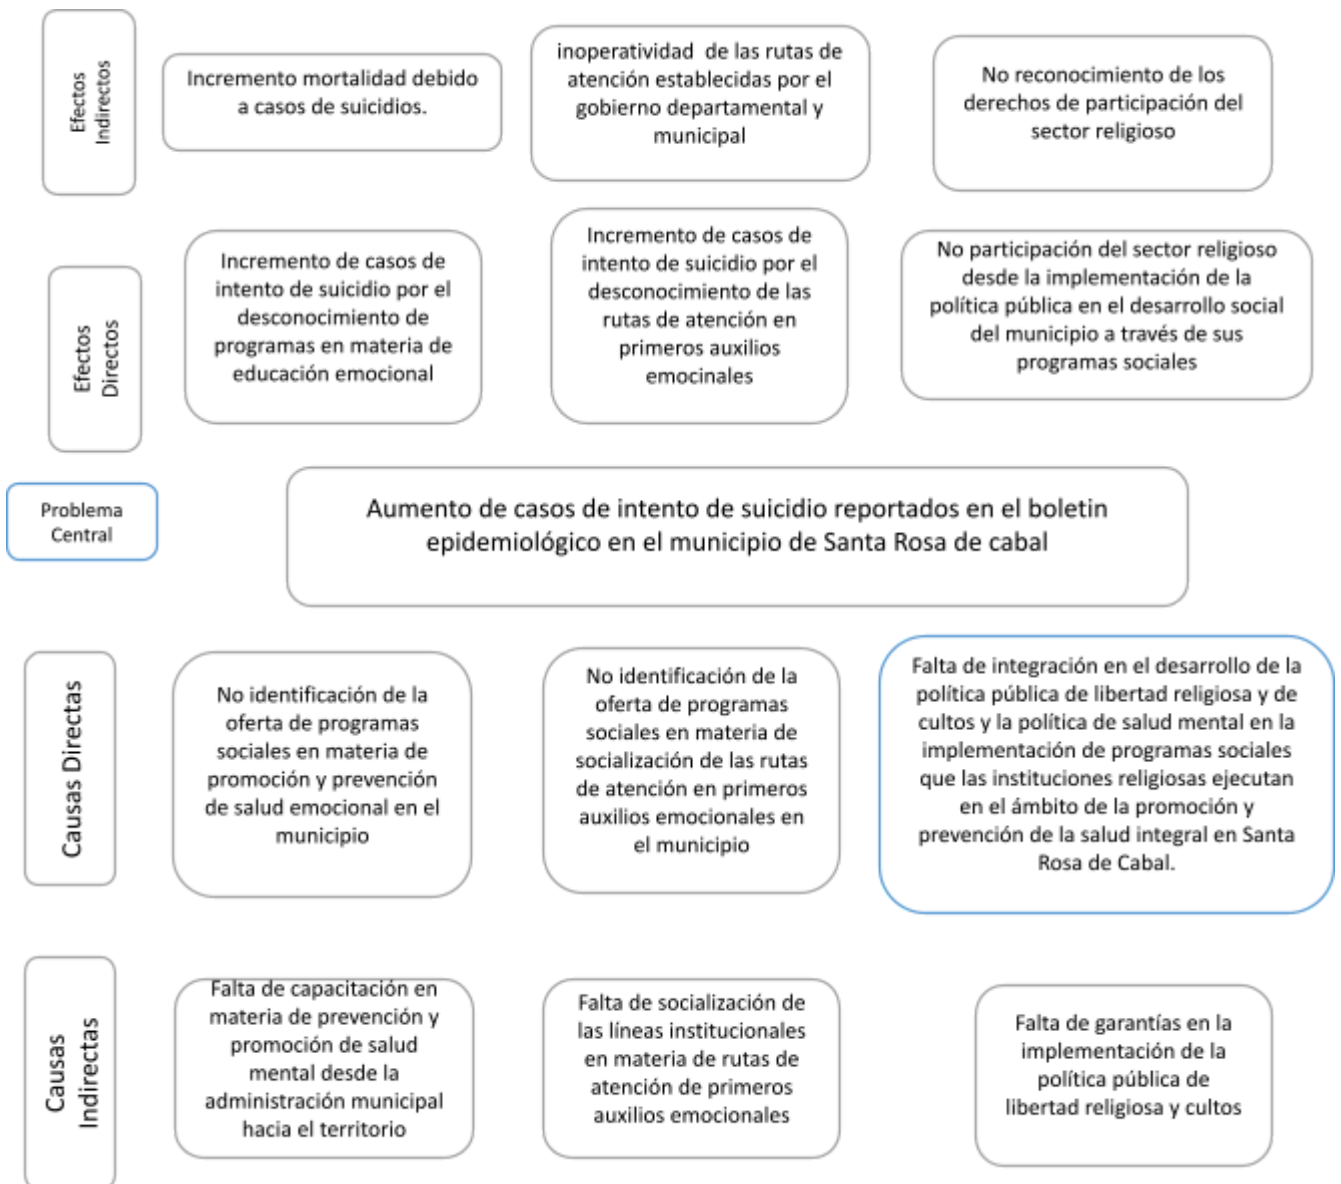 Efectos
Indirectos
Incremento mortalidad debido
a casos de suicidios.
inoperatividad de las rutas de
atención establecidas por el
gobierno departamental y
municipal
No reconocimiento de los
derechos de participación del
sector religioso
Efectos
Directos
Incremento de casos de
intento de suicidio por el
desconocimiento de
programas en materia de
educación emocional
Incremento de casos de
intento de suicidio por el
desconocimiento de las
rutas de atención en
primeros auxilios
emocinales
No participación del sector religioso
desde la implementación de la
política pública en el desarrollo social
del municipio a través de sus
programas sociales
Problema
Central
Aumento de casos de intento de suicidio reportados en el boletin
epidemiológico en el municipio de Santa Rosa de cabal
Causas Directas
No identificación de la
oferta de programas
sociales en materia de
promoción y prevención
de salud emocional en el
municipio
No identificación de la
oferta de programas
sociales en materia de
socialización de las rutas
de atención en primeros
auxilios emocionales en
el municipio
Falta de integración en el desarrollo de la
política pública de libertad religiosa y de
cultos y la política de salud mental en la
implementación de programas sociales
que las instituciones religiosas ejecutan
en el ámbito de la promoción y
prevención de la salud integral en Santa
Rosa de Cabal.
Causas
Indirectas
Falta de capacitación en
materia de prevención y
promoción de salud
mental desde la
administración municipal
hacia el territorio
Falta de socialización de
las líneas institucionales
en materia de rutas de
atención de primeros
auxilios emocionales
Falta de garantías en la
implementación de la
política pública de
libertad religiosa y cultos